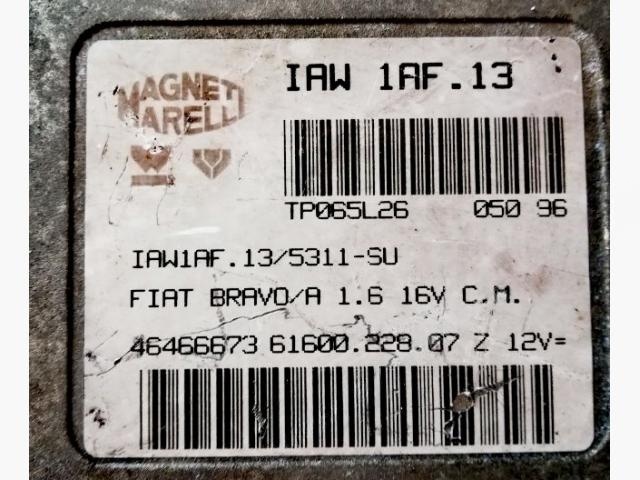 MAGNETI
MARELLI
IAW 1AF.13
TP065L26 050 96
IAW1AF.13/5311-SU
FIAT BRAVO/A 1.6 16V C.M.
46466673 61600.228.07 Z 12V=